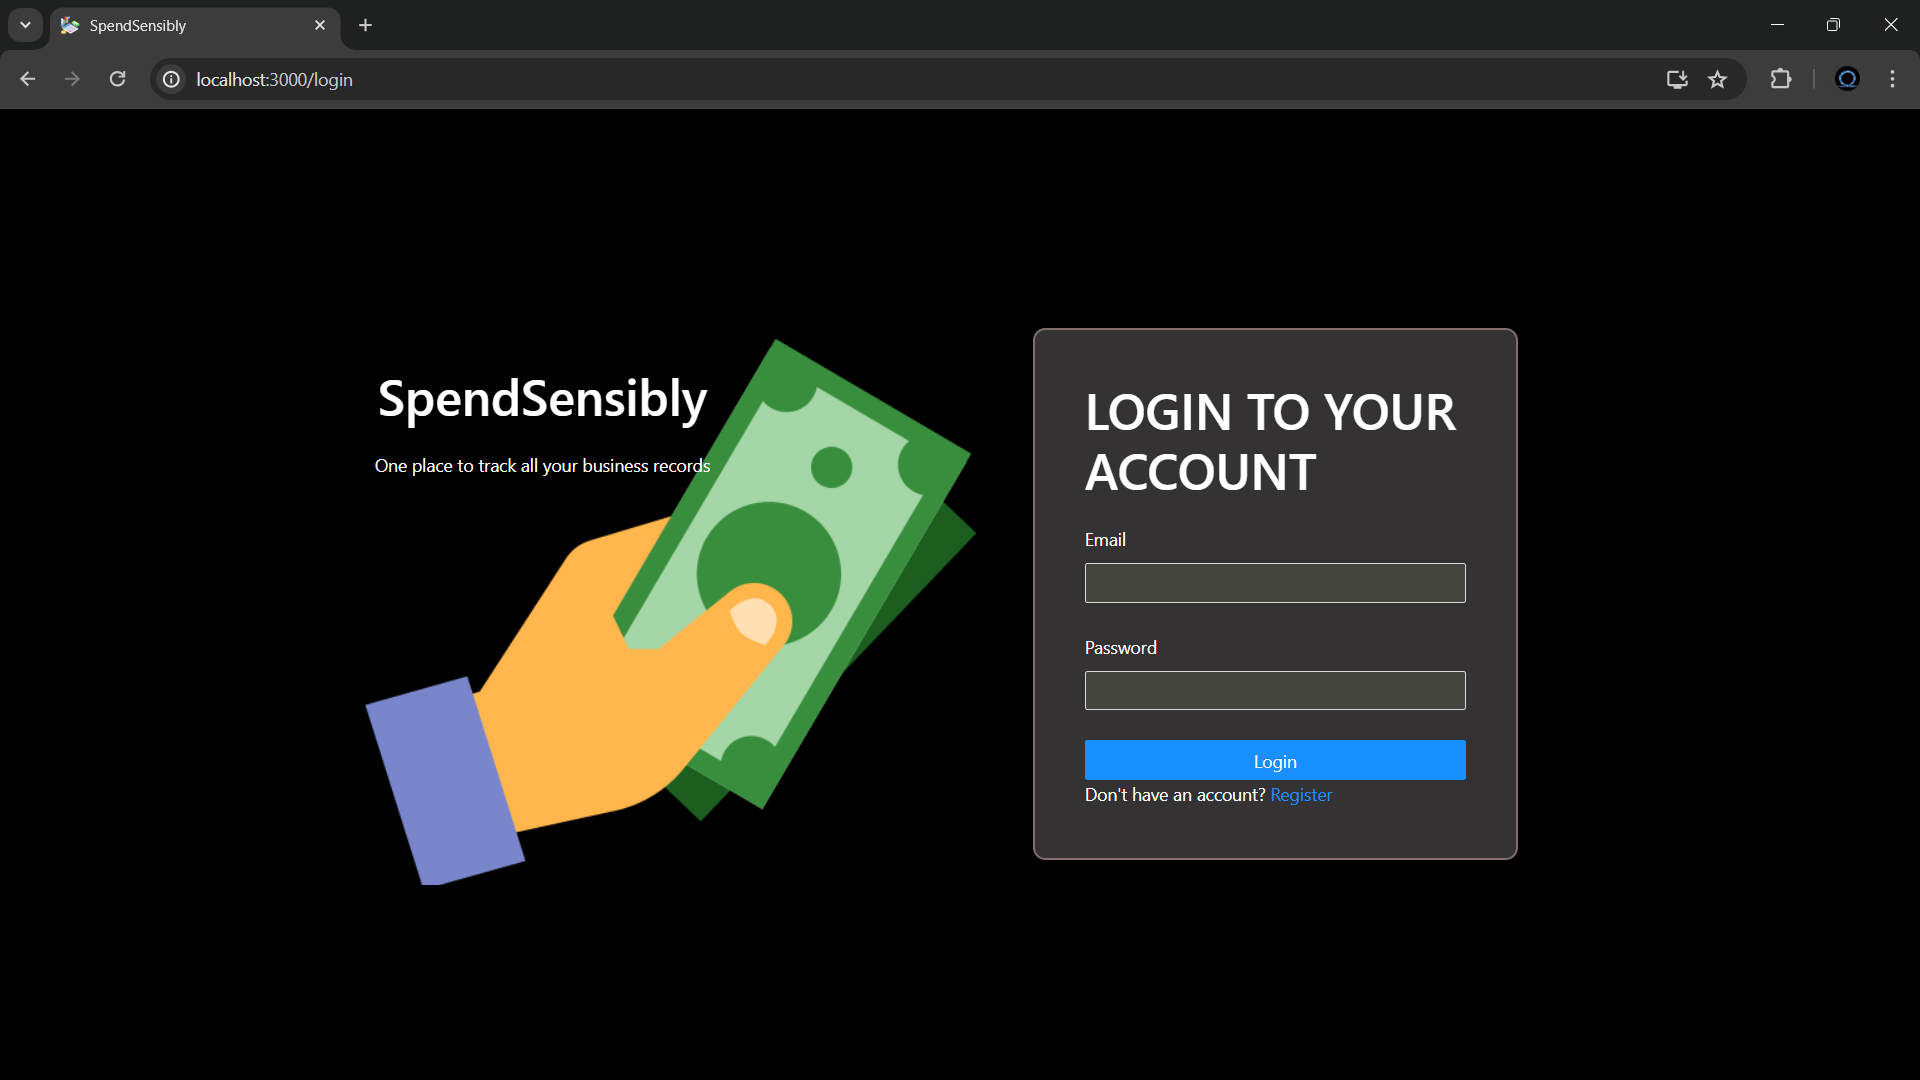 SpendSensibly
localhost:3000/login
SpendSensibly
One place to track all your business records
LOGIN TO YOUR
ACCOUNT
Email
Password
Login
Don't have an account? Register